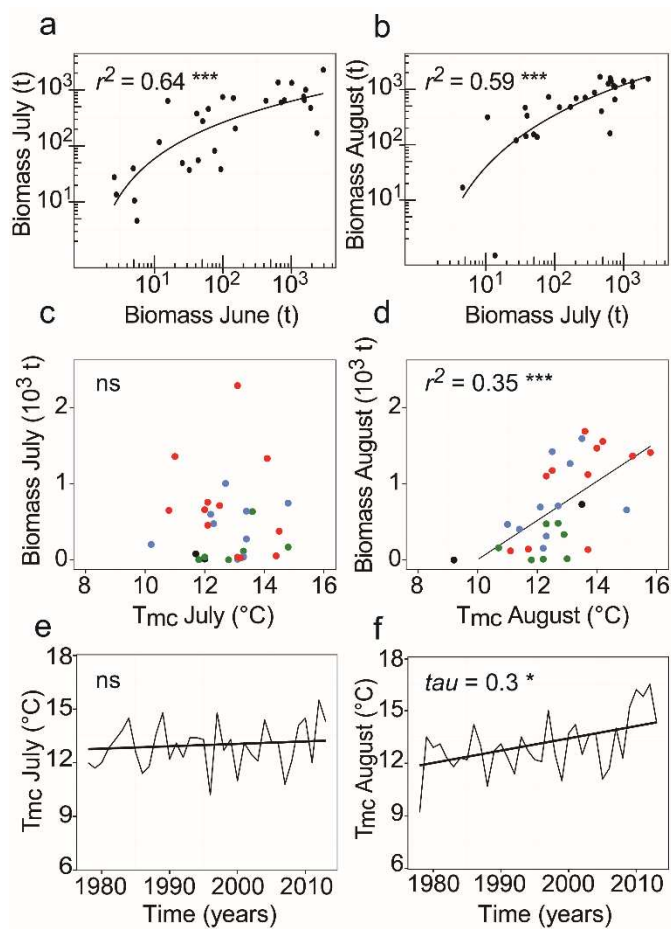 a
r² = 0.64 ***
Biomass July (t)
10³
10²
10¹
10¹ 10² 10³
Biomass June (t)
b
r² = 0.59 ***
Biomass August (t)
10³
10²
10¹
10¹ 10² 10³
Biomass July (t)
c
ns
Biomass July (10³ t)
2
1
0
8 10 12 14 16
Tmc July (°C)
d
r² = 0.35 ***
Biomass August (10³ t)
2
1
0
8 10 12 14 16
Tmc August (°C)
e
ns
Tmc July (°C)
18
15
12
9
6
1980 1990 2000 2010
Time (years)
f
tau = 0.3 *
Tmc August (°C)
18
15
12
9
6
1980 1990 2000 2010
Time (years)